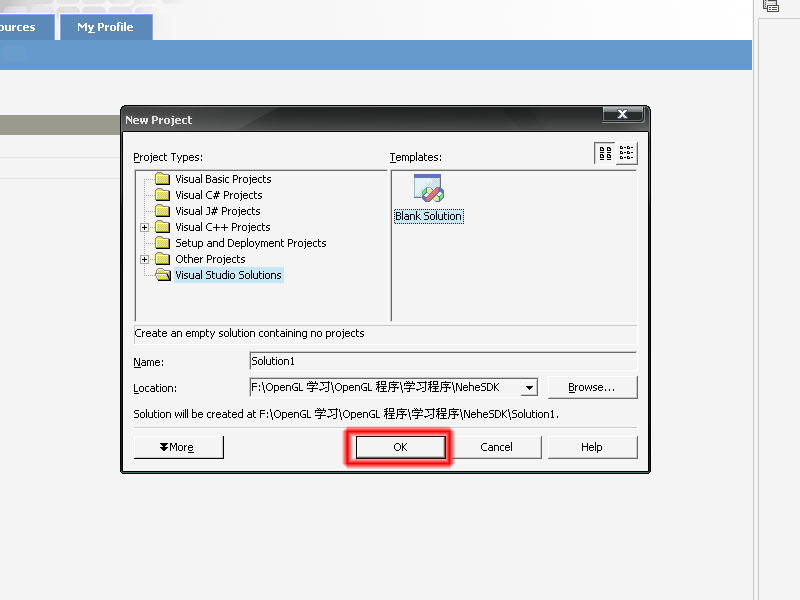 ources
My Profile
New Project
Project Types:
Templates:
Visual Basic Projects
Visual C# Projects
Visual J# Projects
Visual C++ Projects
Setup and Deployment Projects
Other Projects
Visual Studio Solutions
Blank Solution
Create an empty solution containing no projects
Name:
Solution1
Location:
F:\OpenGL 学习\OpenGL 程序\学习程序\NeheSDK
Browse...
Solution will be created at F:\OpenGL 学习\OpenGL 程序\学习程序\NeheSDK\Solution1.
More
OK
Cancel
Help